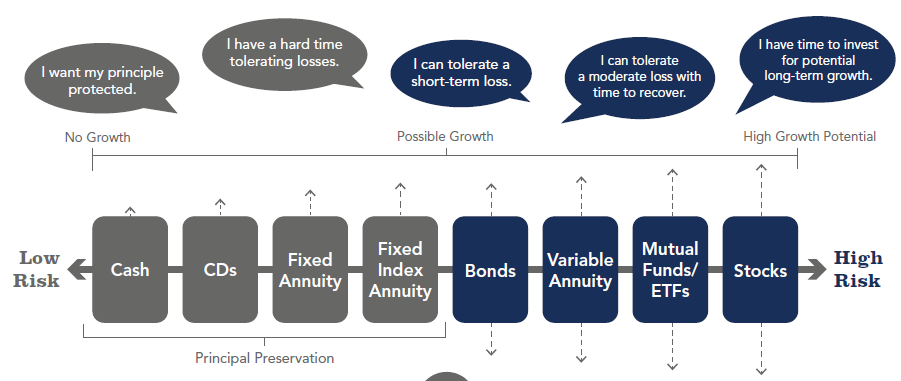 I want my principle
protected.
I have a hard time
tolerating losses.
I can tolerate a
short-term loss.
I can tolerate
a moderate loss with
time to recover.
I have time to invest
for potential
long-term growth.
No Growth
Possible Growth
High Growth Potential
Low
Risk
Cash
CDs
Fixed
Annuity
Fixed
Index
Annuity
Bonds
Variable
Annuity
Mutual
Funds/
ETFs
Stocks
High
Risk
Principal Preservation